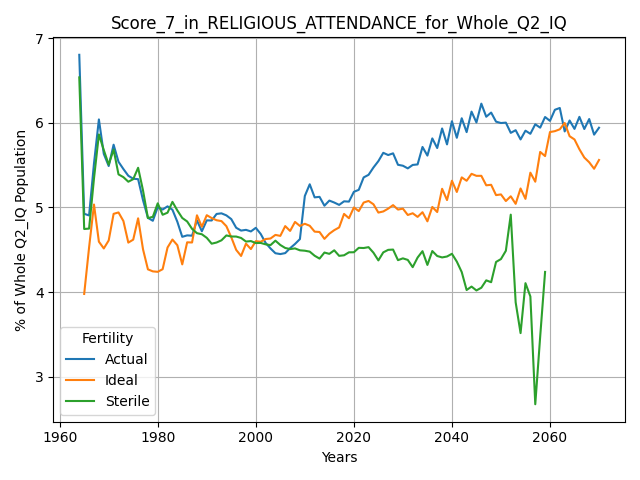 Score_7_in_RELIGIOUS_ATTENDANCE_for_Whole_Q2_IQ
% of Whole Q2_IQ Population
7
6
5
4
3
Fertility
Actual
Ideal
Sterile
1960
1980
2000
2020
2040
2060
Years